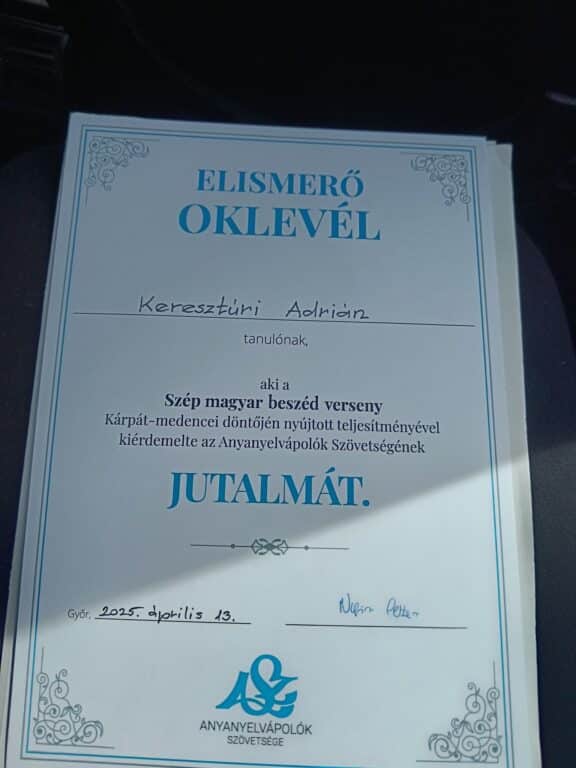 ELISMERŐ
OKLEVÉL
Keresztúri Adrián
tanulónak,
aki a
Szép magyar beszéd verseny
Kárpát-medencei döntőjén nyújtott teljesítményével
kiérdemelte az Anyanyelvápolók Szövetségének
JUTALMÁT.
Győr, 2025. április 13.
ASZ
ANYANYELVÁPOLÓK
SZÖVETSÉGE